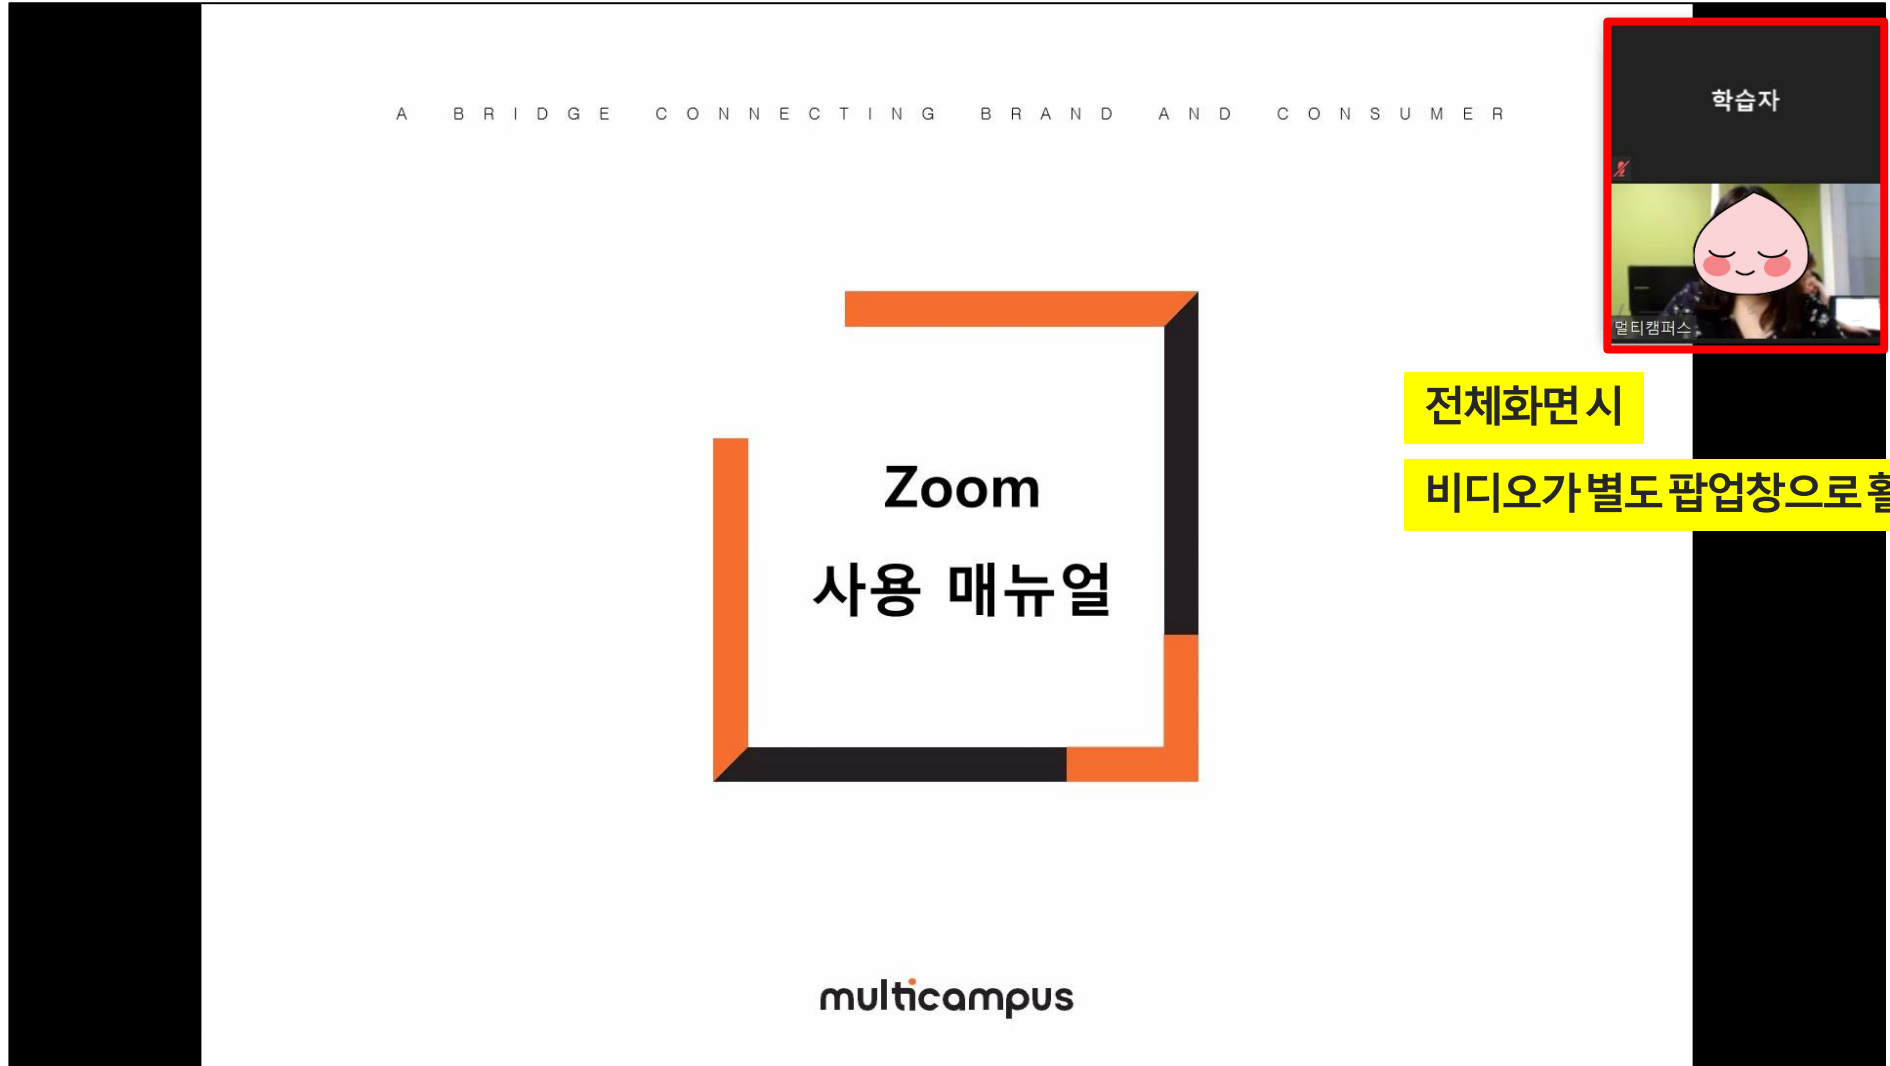 A BRIDGE CONNECTING BRAND AND CONSUMER
학습자
멀티캠퍼스
전체화면 시
비디오가 별도 팝업창으로
Zoom
사용 매뉴얼
multicampus